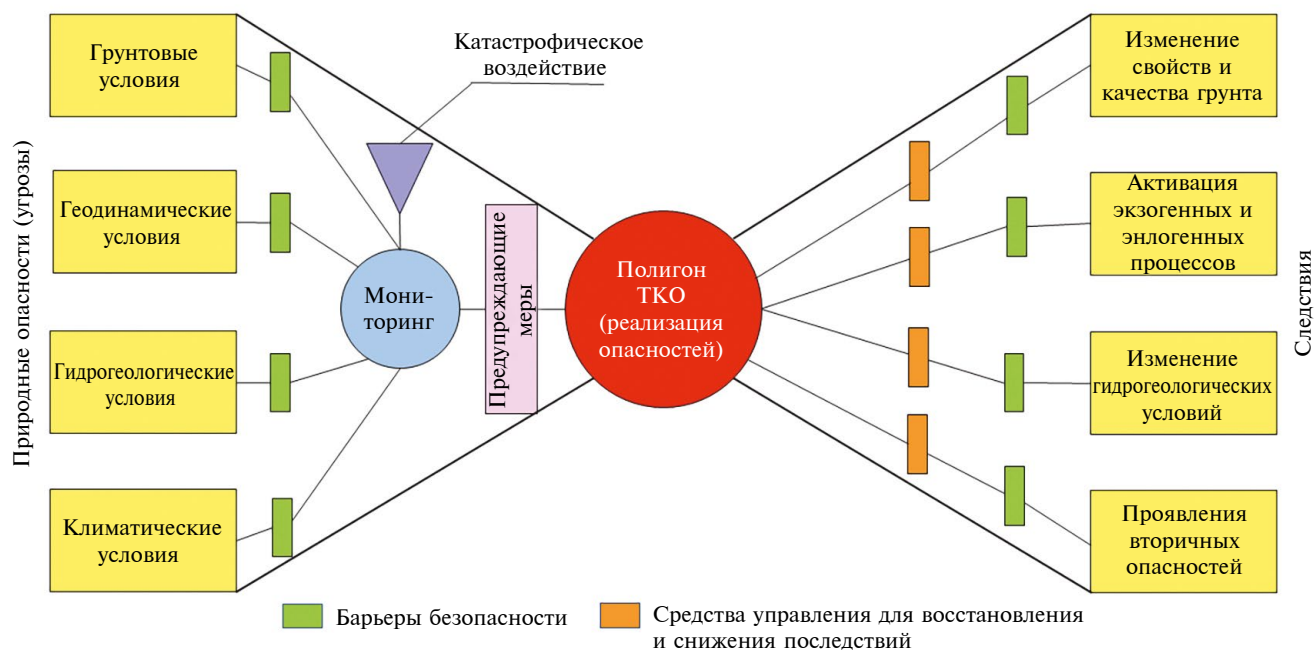 Природные опасности (угрозы)
Грунтовые
условия
Геодинамические
условия
Гидрогеологические
условия
Климатические
условия
Катастрофическое
воздействие
Мони-
торинг
Предупреждающие
меры
Полигон
ТКО
(реализация
опасностей)
Изменение
свойств и
качества грунта
Активация
экзогенных и
энлогенных
процессов
Изменение
гидрогеологических
условий
Проявления
вторичных
опасностей
Следствия
Барьеры безопасности
Средства управления для восстановления
и снижения последствий